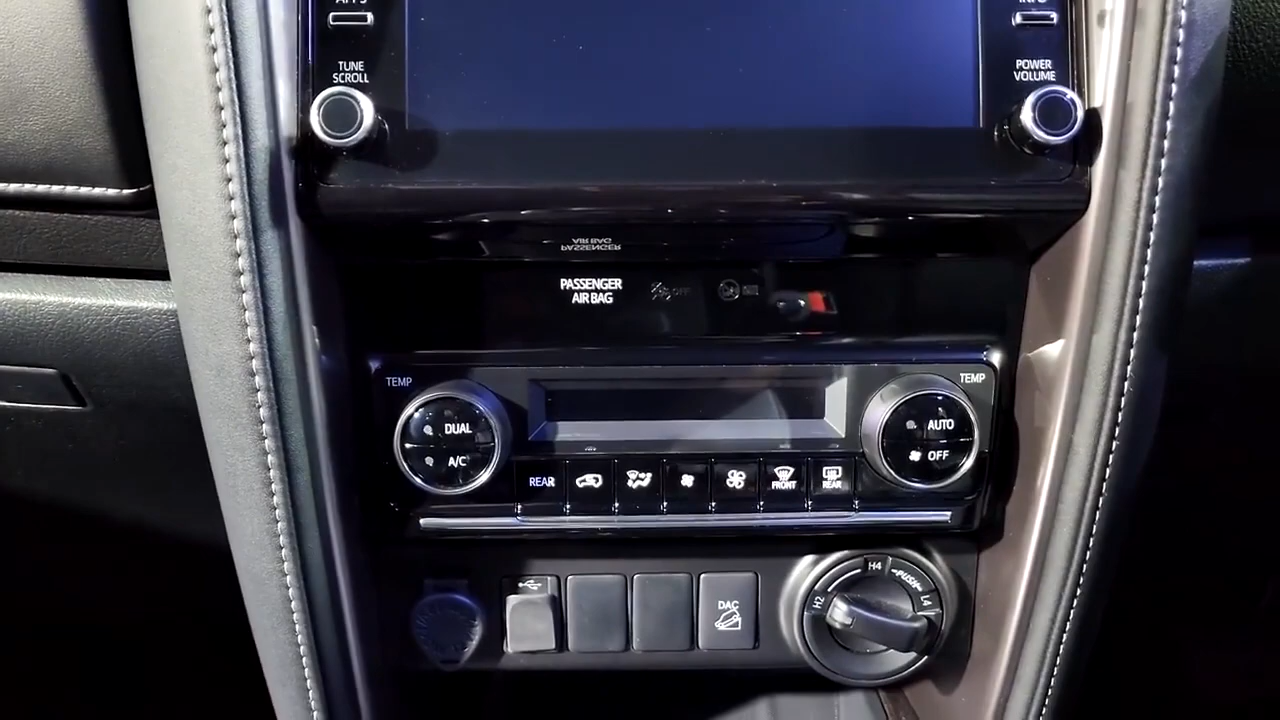 TUNE
SCROLL
POWER
VOLUME
PASSENGER
AIR BAG
OFF
TEMP
TEMP
DUAL
A/C
AUTO
OFF
REAR
FRONT
REAR
H4
PUSH
H2
L4
DAC